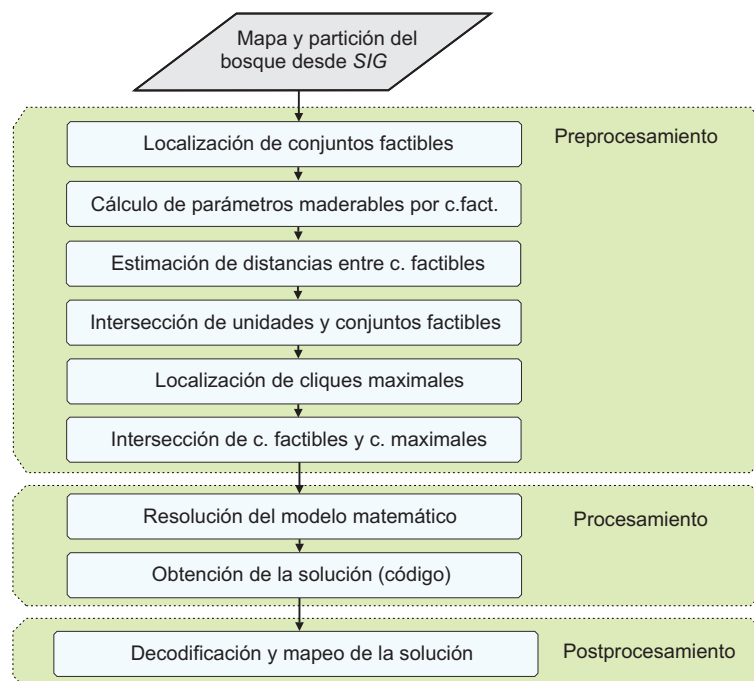 Mapa y partición del
bosque desde SIG
Preprocesamiento
Localización de conjuntos factibles
Cálculo de parámetros maderables por c.fact.
Estimación de distancias entre c. factibles
Intersección de unidades y conjuntos factibles
Localización de cliques maximales
Intersección de c. factibles y c. maximales
Procesamiento
Resolución del modelo matemático
Obtención de la solución (código)
Decodificación y mapeo de la solución
Postprocesamiento